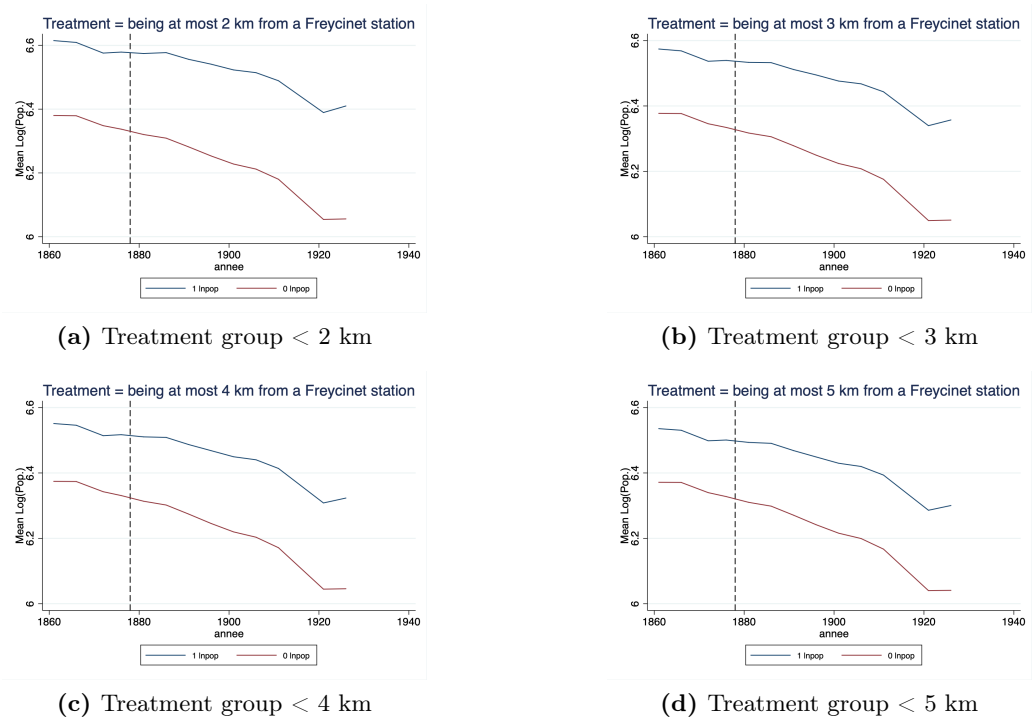 Treatment = being at most 2 km from a Freycinet station
Mean Log(Pop.)
6.6
6.4
6.2
6
1860 1880 1900 1920 1940
annee
1 lnpop 0 lnpop
(a) Treatment group < 2 km
Treatment = being at most 3 km from a Freycinet station
Mean Log(Pop.)
6.6
6.4
6.2
6
1860 1880 1900 1920 1940
annee
1 lnpop 0 lnpop
(b) Treatment group < 3 km
Treatment = being at most 4 km from a Freycinet station
Mean Log(Pop.)
6.6
6.4
6.2
6
1860 1880 1900 1920 1940
annee
1 lnpop 0 lnpop
(c) Treatment group < 4 km
Treatment = being at most 5 km from a Freycinet station
Mean Log(Pop.)
6.6
6.4
6.2
6
1860 1880 1900 1920 1940
annee
1 lnpop 0 lnpop
(d) Treatment group < 5 km